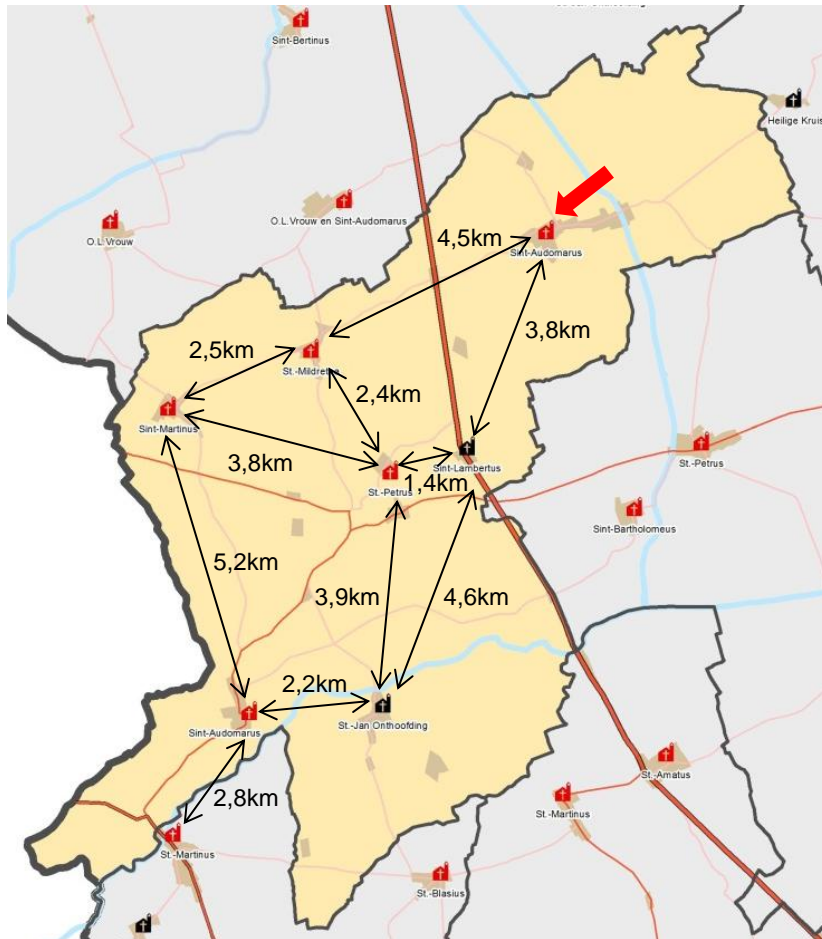 Sint-Bertinus
Heilige Kruis
O.L.Vrouw en Sint-Audomarus
O.L.Vrouw
4,5km
Sint-Audomarus
3,8km
2,5km
2,4km
Sint-Martinus
3,8km
Sint-Lambertus
St.-Petrus
1,4km
St.-Petrus
Sint-Bartholomeus
5,2km
3,9km
4,6km
2,2km
Sint-Audomarus
St.-Jan Onthoofding
2,8km
St.-Amatus
St.-Martinus
St.-Martinus
St.-Blasius